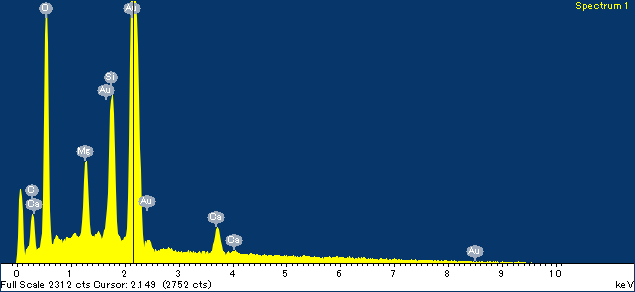 Spectrum 1
O
Au
Si
Au
Mg
C
Ca
Au
Ca
Ca
Au
0 1 2 3 4 5 6 7 8 9 10
Full Scale 2312 cts Cursor: 2.149 (2752 cts) keV